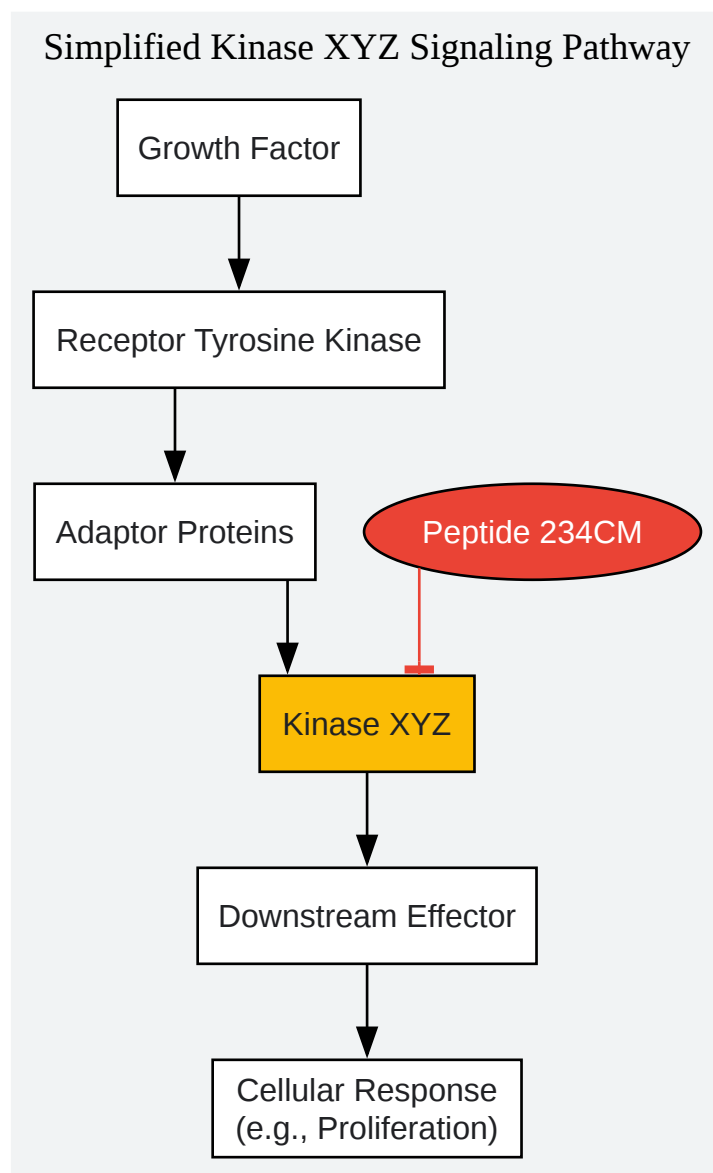 Simplified Kinase XYZ Signaling Pathway
Growth Factor
Receptor Tyrosine Kinase
Adaptor Proteins
Peptide 234CM
Kinase XYZ
Downstream Effector
Cellular Response
(e.g., Proliferation)